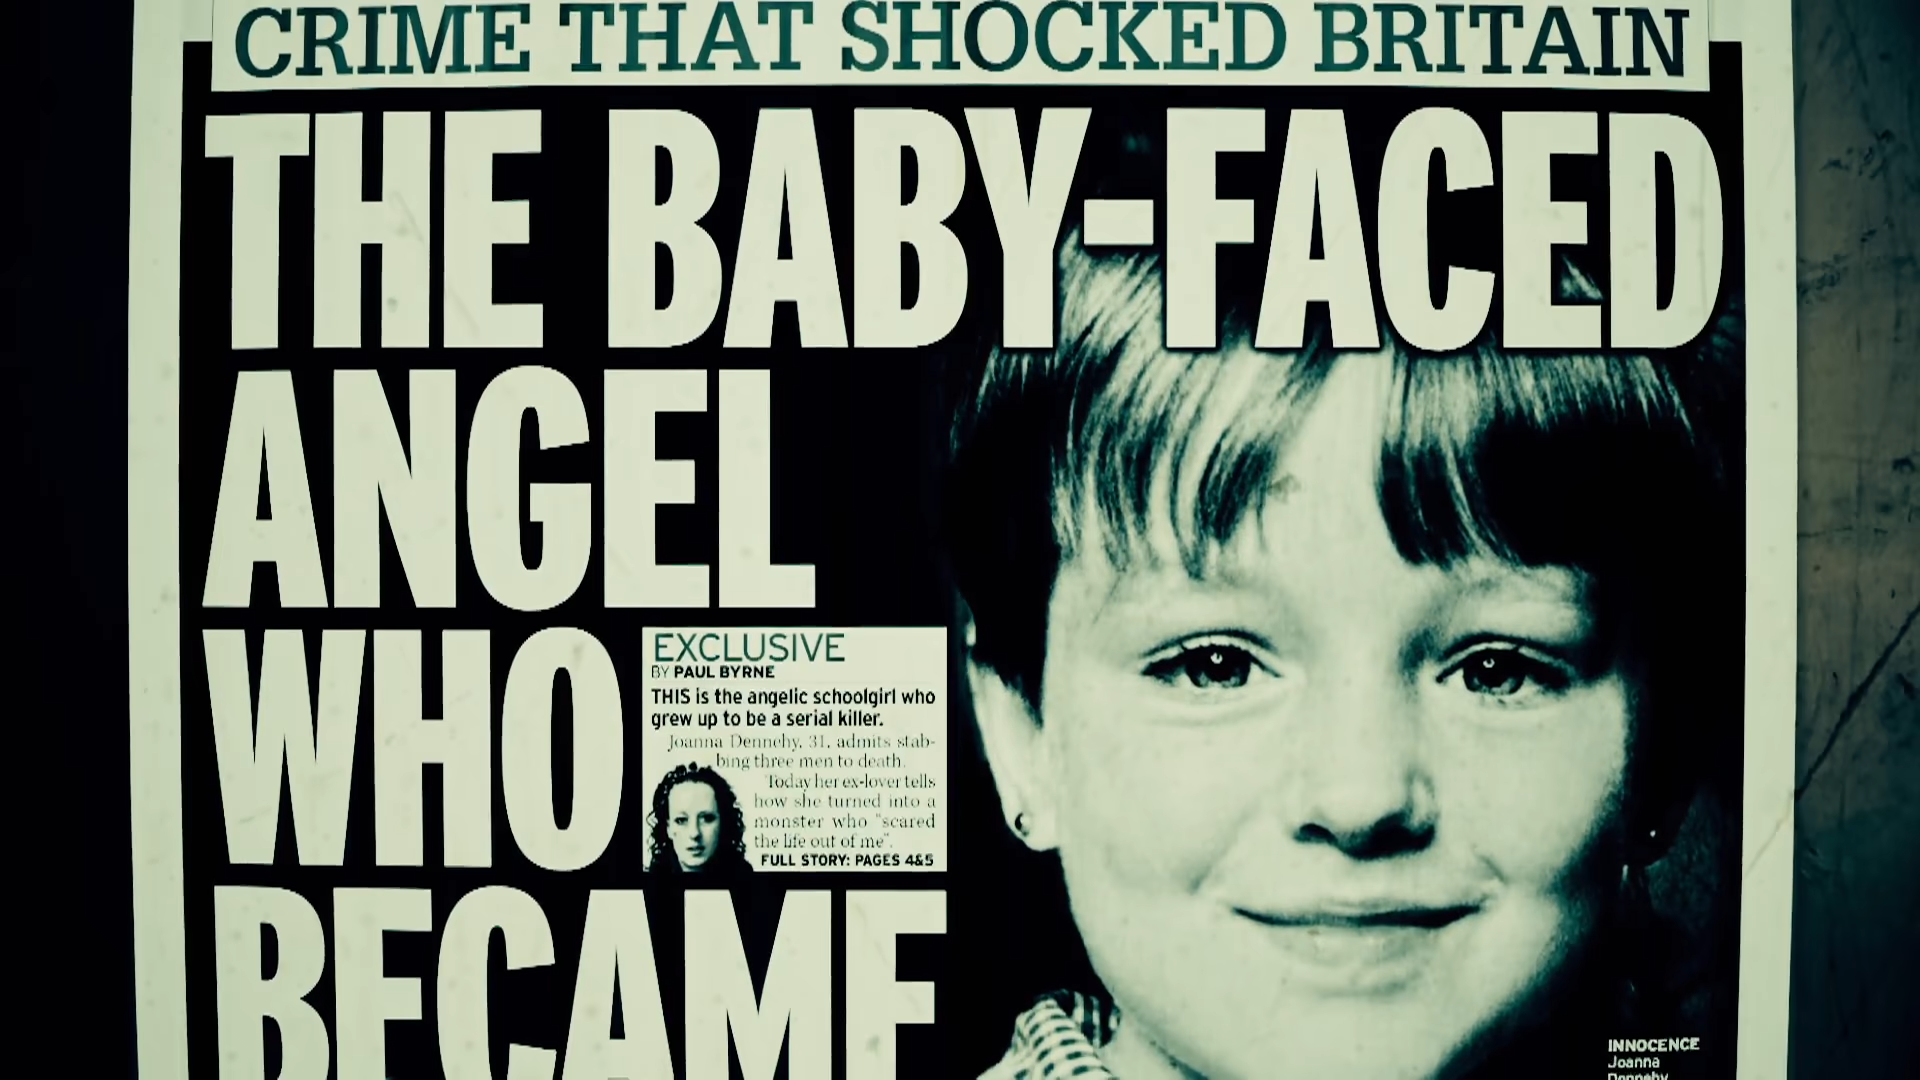 CRIME THAT SHOCKED BRITAIN
THE BABY-FACED
ANGEL
WHO
EXCLUSIVE
BY PAUL BYRNE
THIS is the angelic schoolgirl who
grew up to be a serial killer.
Joanna Dennehy, 31, admits stab-
bing three men to death.
Today her ex-lover tells
how she turned into a
monster who "scared
the life out of me".
FULL STORY: PAGES 4&5
BECAME
INNOCENCE
Joanna
Dennehy